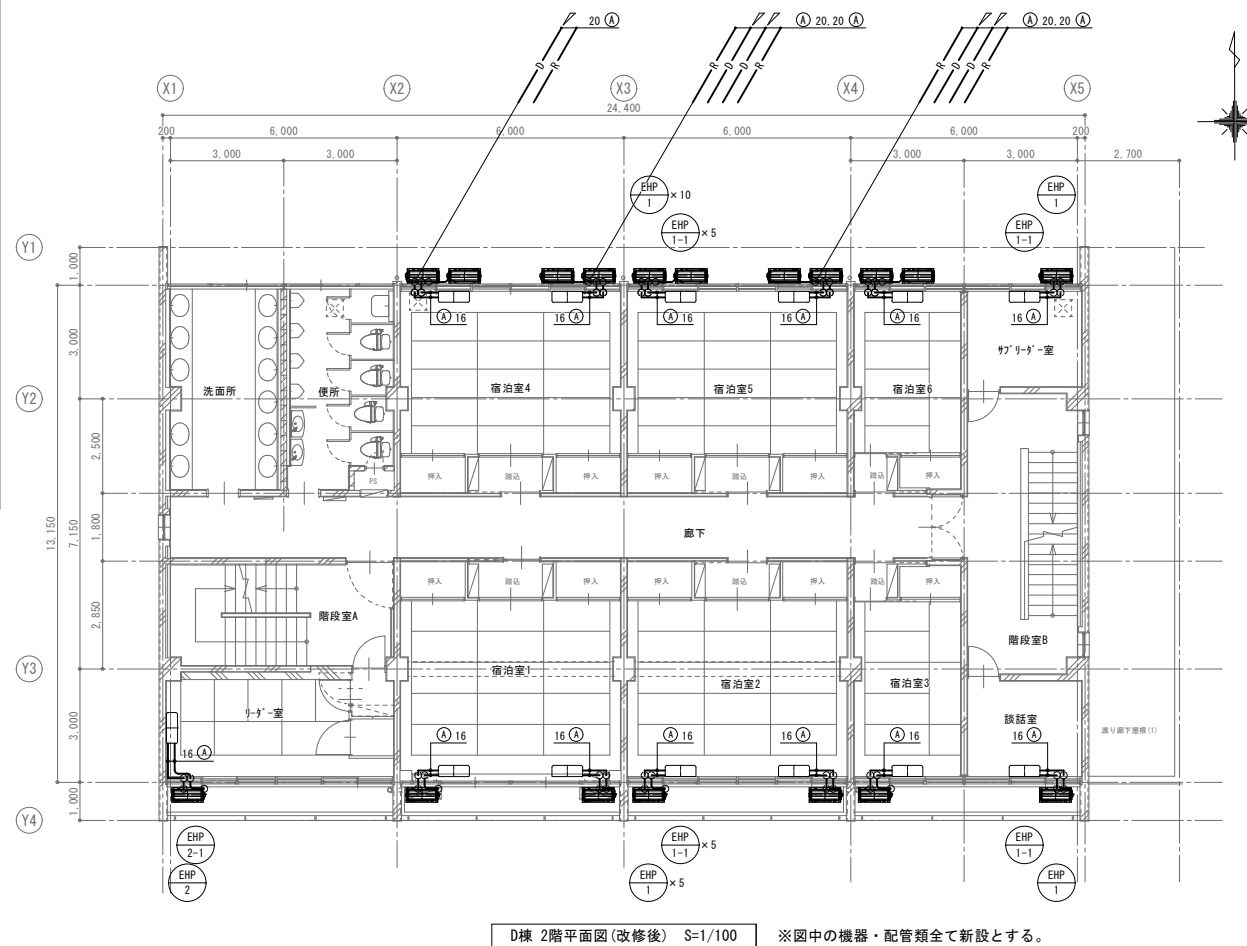 20 Ⓐ
Ⓐ 20,20 Ⓐ
Ⓐ 20,20 Ⓐ
D
R
R
D
D
R
R
D
D
R
X1
X2
X3
X4
X5
24,400
200
6,000
6,000
6,000
6,000
200
3,000
3,000
3,000
3,000
2,700
EHP
1
×10
EHP
1
EHP
1-1
×5
EHP
1-1
Y1
1,000
Ⓐ 16
16 Ⓐ
Ⓐ 16
16 Ⓐ
Ⓐ 16
16 Ⓐ
3,000
サブリーダー室
洗面所
便所
宿泊室4
宿泊室5
宿泊室6
Y2
2,500
PS
押入
踏込
押入
押入
踏込
押入
踏込
押入
13,150
7,150
1,800
廊下
押入
踏込
押入
押入
踏込
押入
踏込
押入
2,850
階段室A
階段室B
Y3
宿泊室1
宿泊室2
宿泊室3
リーダー室
談話室
3,000
渡り廊下屋根(1)
16 Ⓐ
Ⓐ 16
16 Ⓐ
Ⓐ 16
16 Ⓐ
Ⓐ 16
16 Ⓐ
1,000
Y4
EHP
2-1
EHP
1-1
×5
EHP
1-1
EHP
2
EHP
1
×5
EHP
1
D棟 2階平面図(改修後) S=1/100
※図中の機器・配管類全て新設とする。